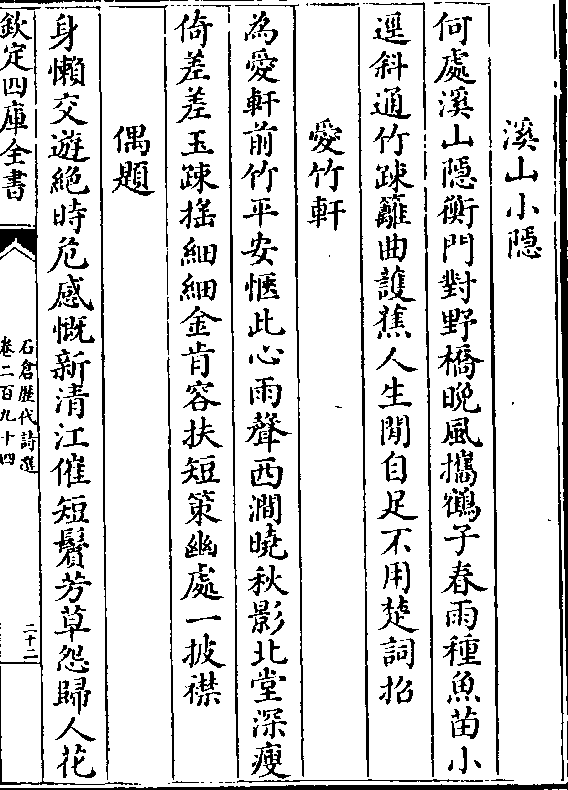 溪山小隱
何處溪山隱衡門對野橋晚風攜鶴子春雨種魚苗小
逕斜通竹疎籬曲護蕉人生閒自足不用楚詞招
愛竹軒
為愛軒前竹平安愜此心雨聲西澗曉秋影北堂深瘦
倚差差玉疎揺細細金肯容扶短策幽處一披襟
偶題
身懶交遊絶時危感慨新清江催短鬢芳草怨歸人花
欽定四庫全書
石倉歴代詩選
卷二百九十四
二十二